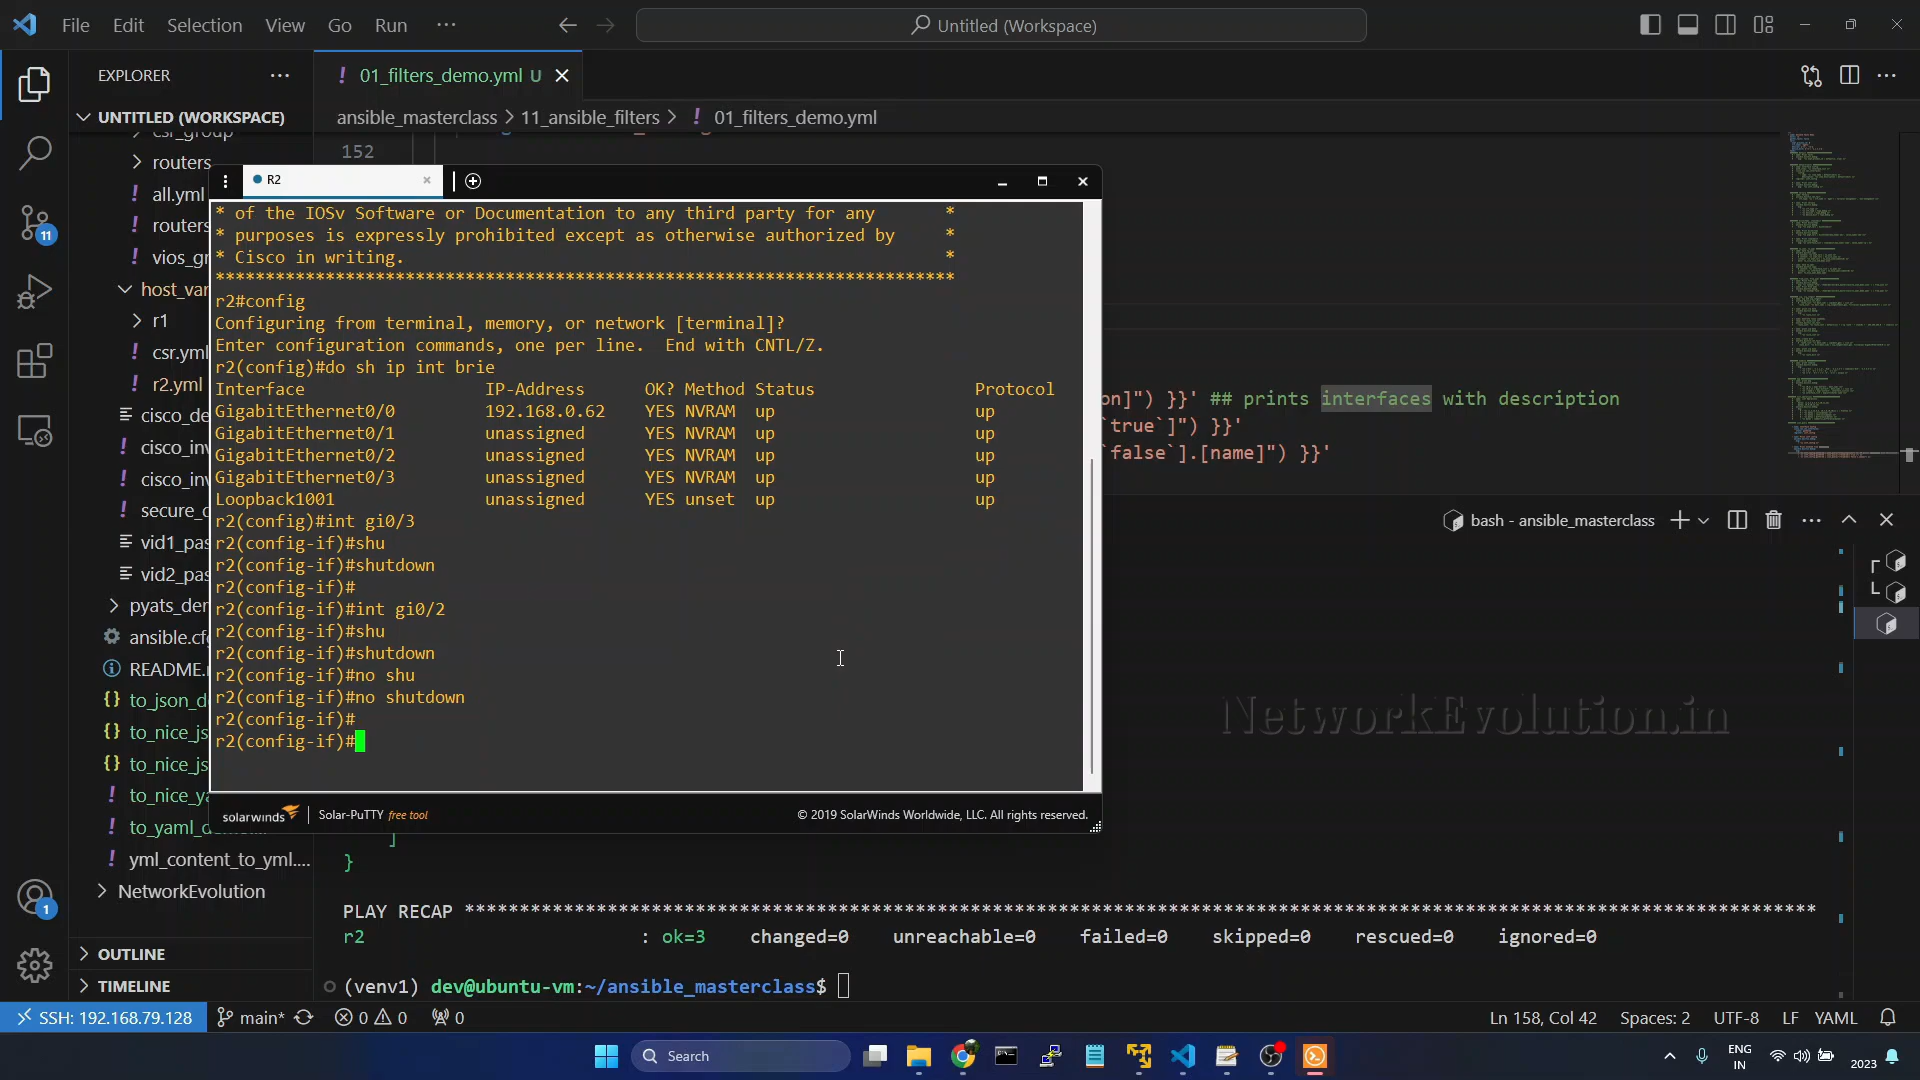 File Edit Selection View Go Run ···
Untitled (Workspace)
EXPLORER ···
! 01_filters_demo.yml U
UNTITLED (WORKSPACE)
ansible_masterclass > 11_ansible_filters > ! 01_filters_demo.yml
csr_group
152
routers
! all.yml
! routers
! vios_gr
host_var
r1
! csr.yml
! r2.yml
cisco_de
! cisco_inv
! cisco_inv
! secure_c
vid1_pas
vid2_pas
pyats_der
ansible.cfg
README.
{} to_json_d
{} to_nice_js
{} to_nice_js
! to_nice_ya
! yml_content_to_yml....
NetworkEvolution
OUTLINE
TIMELINE
R2
* of the IOSv Software or Documentation to any third party for any *
* purposes is expressly prohibited except as otherwise authorized by *
* Cisco in writing. *
**************************************************************************
r2#config
Configuring from terminal, memory, or network [terminal]?
Enter configuration commands, one per line. End with CNTL/Z.
r2(config)#do sh ip int brie
Interface IP-Address OK? Method Status Protocol
GigabitEthernet0/0 192.168.0.62 YES NVRAM up up
GigabitEthernet0/1 unassigned YES NVRAM up up
GigabitEthernet0/2 unassigned YES NVRAM up up
GigabitEthernet0/3 unassigned YES NVRAM up up
Loopback1001 unassigned YES unset up up
r2(config)#int gi0/3
r2(config-if)#shu
r2(config-if)#shutdown
r2(config-if)#
r2(config-if)#int gi0/2
r2(config-if)#shu
r2(config-if)#shutdown
r2(config-if)#no shu
r2(config-if)#no shutdown
r2(config-if)#
r2(config-if)#
solarwinds | Solar-PuTTY free tool © 2019 SolarWinds Worldwide, LLC. All rights reserved.
on]") }}' ## prints interfaces with description
`true`]") }}'
`false`].[name]") }}'
bash - ansible_masterclass
NetworkEvolution.in
]
}
PLAY RECAP ***************************************************************************************************************************************
r2 : ok=3 changed=0 unreachable=0 failed=0 skipped=0 rescued=0 ignored=0
(venv1) dev@ubuntu-vm:~/ansible_masterclass$
SSH: 192.168.79.128 main* 0 0 0 Ln 158, Col 42 Spaces: 2 UTF-8 LF YAML
11
1
Search
ENG
IN
2023